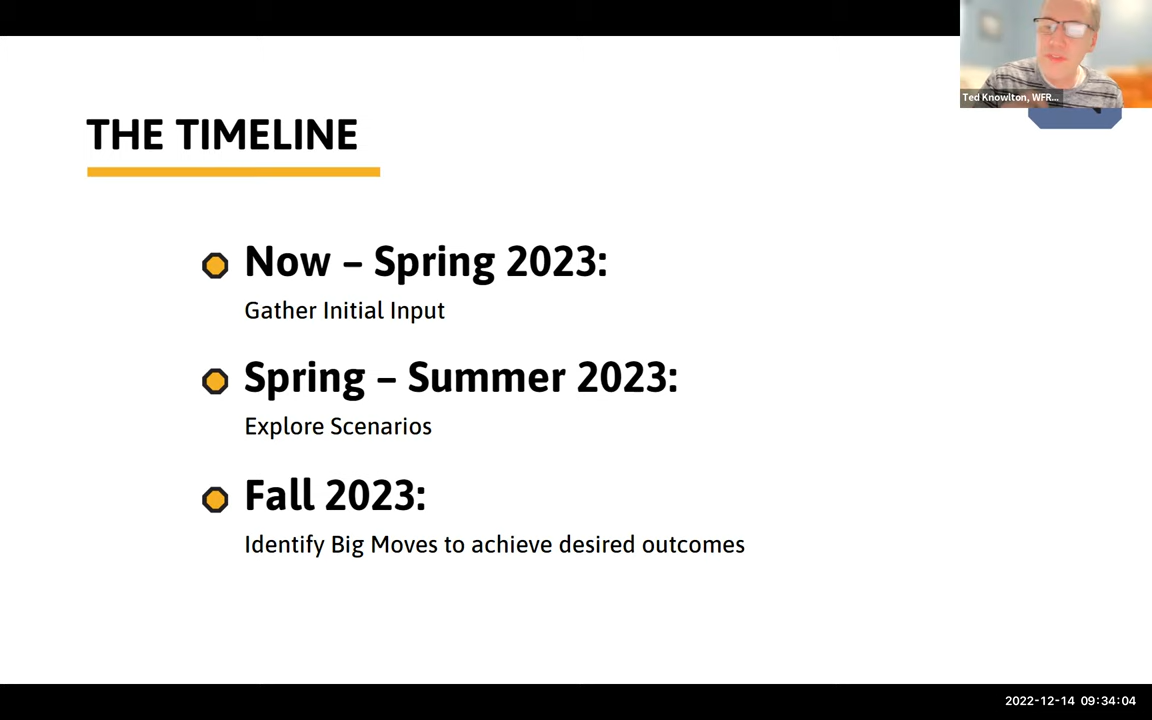 Ted Knowlton, WFR...
THE TIMELINE
Now – Spring 2023:
Gather Initial Input
Spring – Summer 2023:
Explore Scenarios
Fall 2023:
Identify Big Moves to achieve desired outcomes
2022-12-14 09:34:04